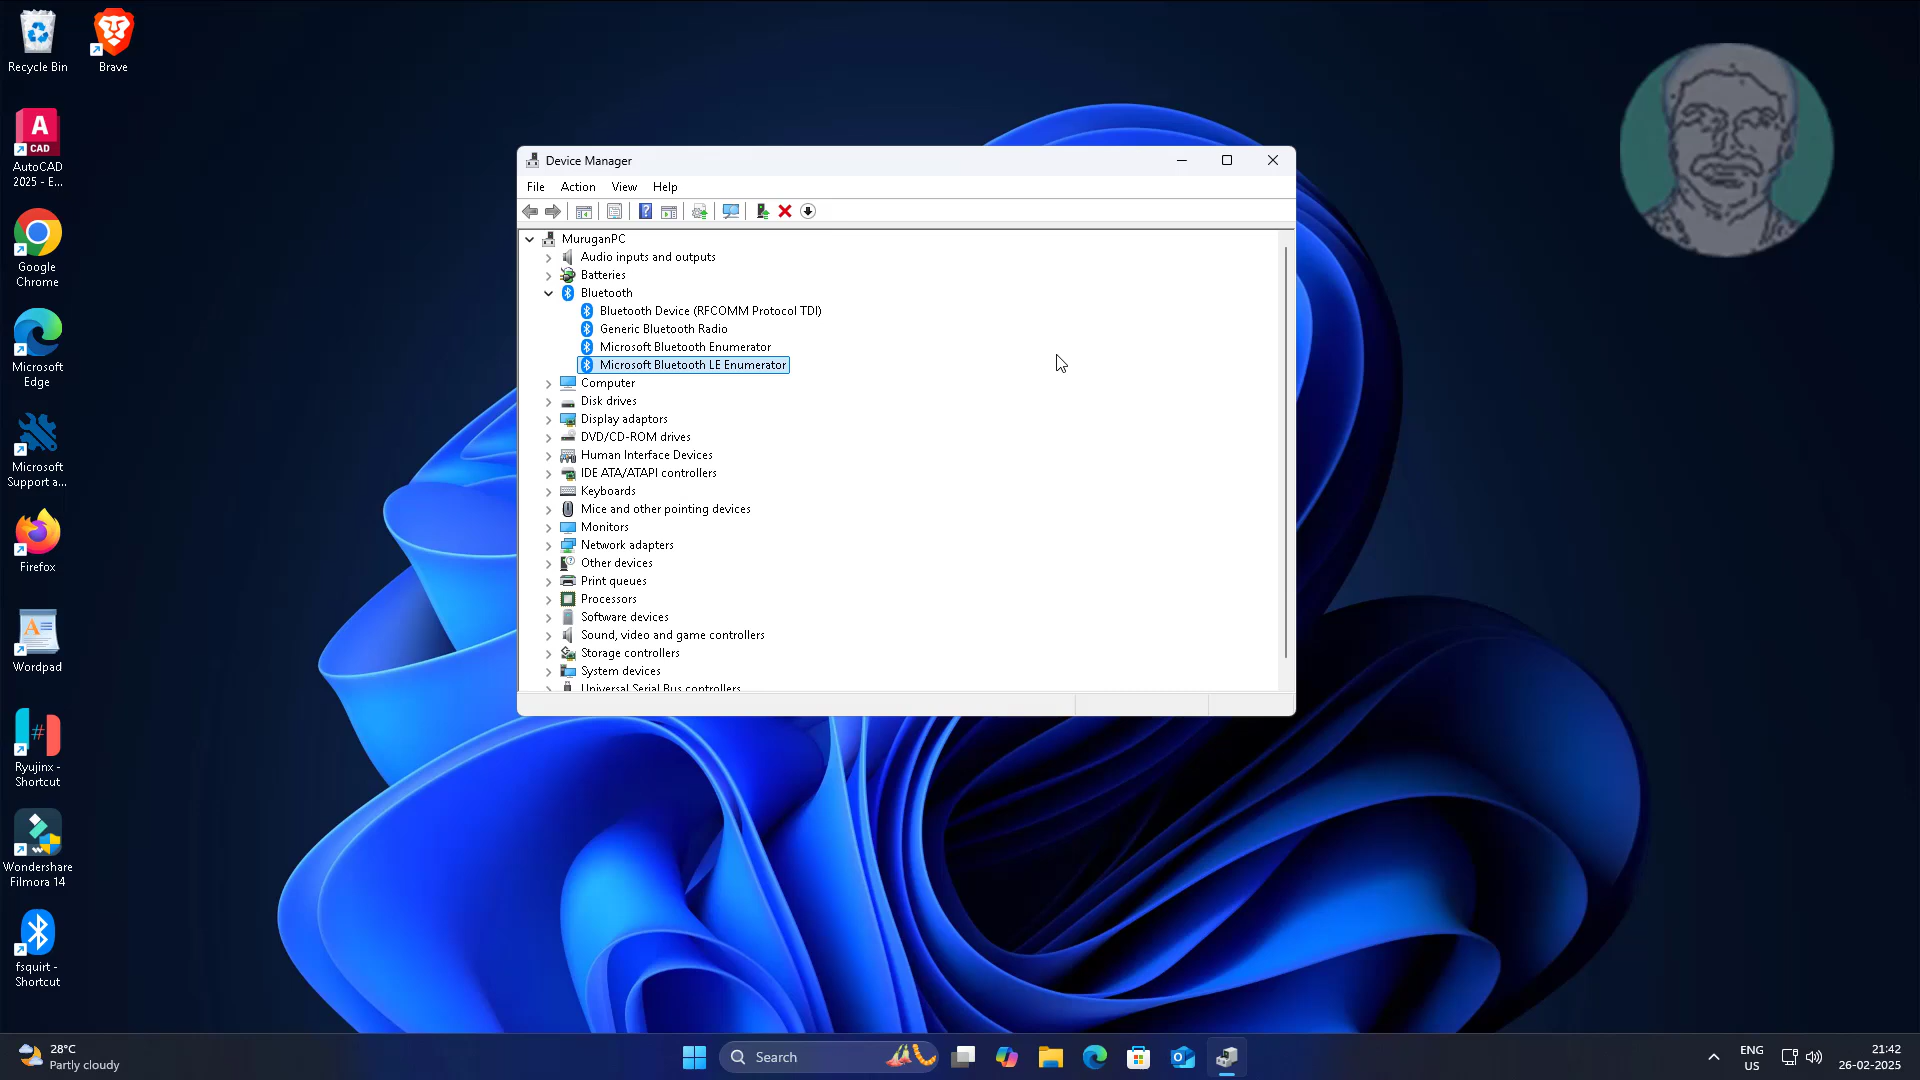 Recycle Bin
Brave
A
CAD
AutoCAD
2025 - E...
Google
Chrome
Microsoft
Edge
Microsoft
Support a...
Firefox
Wordpad
Ryujinx -
Shortcut
Wondershare
Filmora 14
fsquirt -
Shortcut
Device Manager
File Action View Help
MuruganPC
Audio inputs and outputs
Batteries
Bluetooth
Bluetooth Device (RFCOMM Protocol TDI)
Generic Bluetooth Radio
Microsoft Bluetooth Enumerator
Microsoft Bluetooth LE Enumerator
Computer
Disk drives
Display adaptors
DVD/CD-ROM drives
Human Interface Devices
IDE ATA/ATAPI controllers
Keyboards
Mice and other pointing devices
Monitors
Network adapters
Other devices
Print queues
Processors
Software devices
Sound, video and game controllers
Storage controllers
System devices
Universal Serial Bus controllers
28°C
Partly cloudy
Search
ENG
US
21:42
26-02-2025